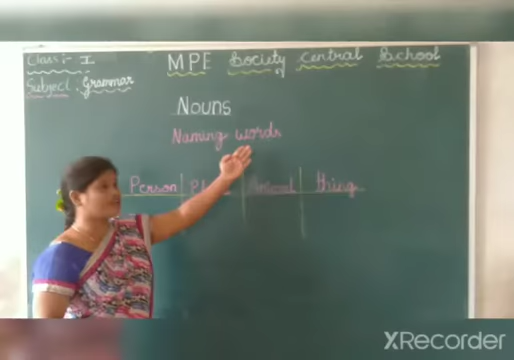 Class:- I MPE Society Central School
Subject:- Grammar
Nouns
Naming words
Person Animal thing
XRecorder